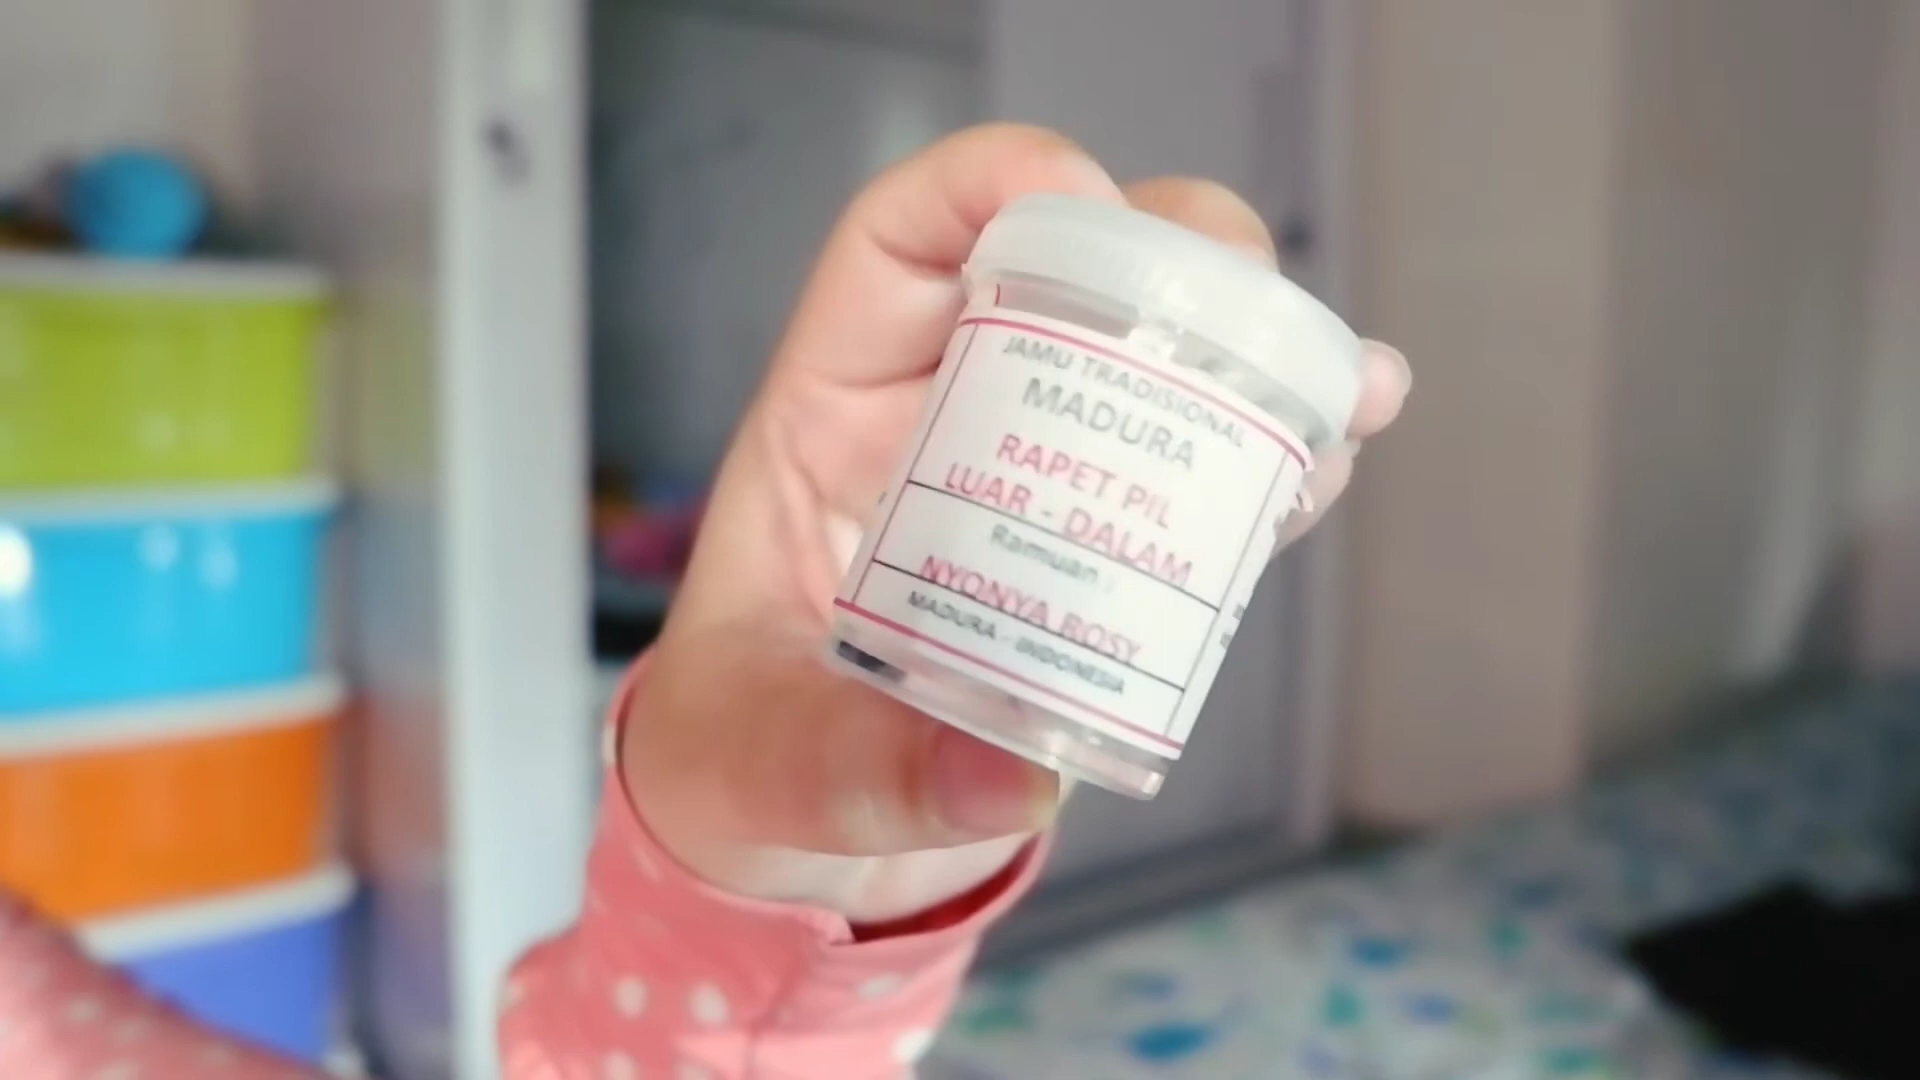 JAMU TRADISIONAL
MADURA
RAPET PIL
LUAR - DALAM
Ramuan :
NYONYA ROSY
MADURA - INDONESIA